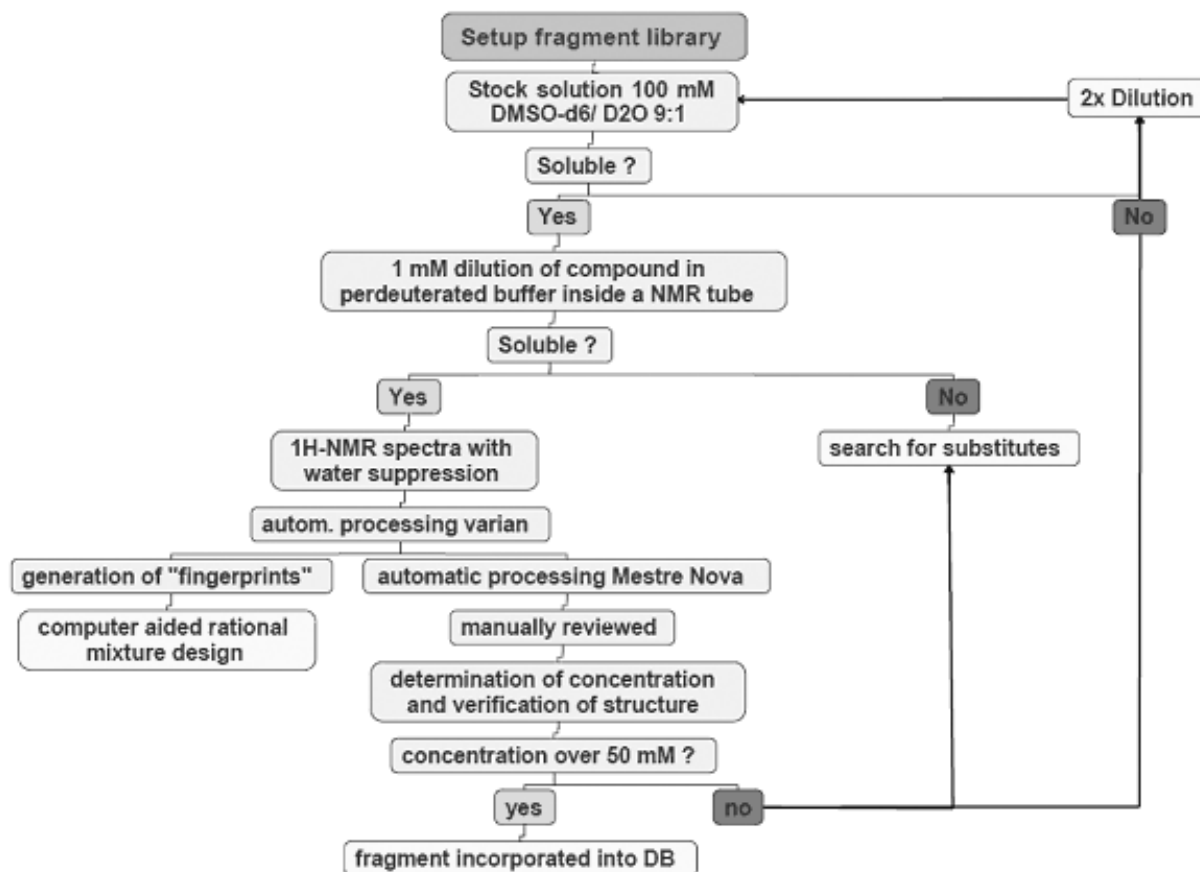 Setup fragment library
Stock solution 100 mM
DMSO-d6/ D2O 9:1
2x Dilution
Soluble ?
Yes
No
1 mM dilution of compound in
perdeuterated buffer inside a NMR tube
Soluble ?
Yes
No
1H-NMR spectra with
water suppression
search for substitutes
autom. processing varian
generation of "fingerprints"
automatic processing Mestre Nova
computer aided rational
mixture design
manually reviewed
determination of concentration
and verification of structure
concentration over 50 mM ?
yes
no
fragment incorporated into DB